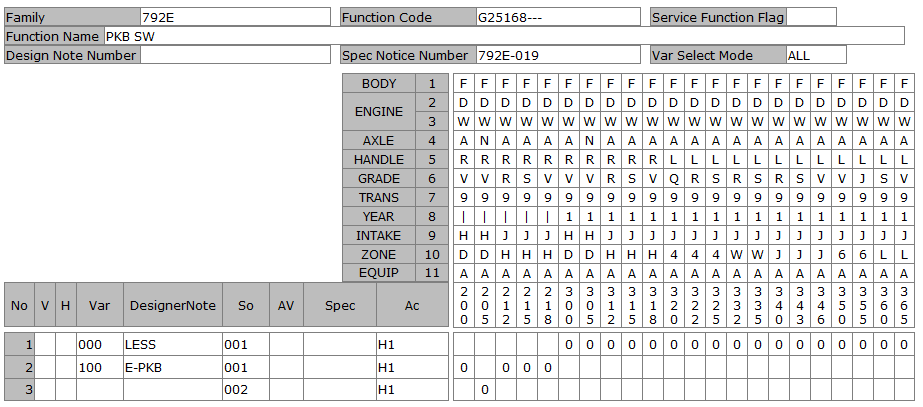 Family 792E Function Code G25168--- Service Function Flag
Function Name PKB SW
Design Note Number Spec Notice Number 792E-019 Var Select Mode ALL
BODY 1 F F F F F F F F F F F F F F F F F F F F F F
ENGINE 2 D D D D D D D D D D D D D D D D D D D D D D
3 W W W W W W W W W W W W W W W W W W W W W W
AXLE 4 A N A A A A N A A A A A A A A A A A A A A A
HANDLE 5 R R R R R R R R R R L L L L L L L L L L L L
GRADE 6 V V R S V V V R S V Q R S R S R S V V J S V
TRANS 7 9 9 9 9 9 9 9 9 9 9 9 9 9 9 9 9 9 9 9 9 9 9
YEAR 8 | | | | | 1 1 1 1 1 1 1 1 1 1 1 1 1 1 1 1 1
INTAKE 9 H H J J J H H J J J J J J J J J J J J J J J
ZONE 10 D D H H H D D H H H 4 4 4 W W J J J 6 6 L L
EQUIP 11 A A A A A A A A A A A A A A A A A A A A A A
No V H Var DesignerNote So AV Spec Ac 200 205 212 215 218 300 305 312 315 318 320 322 325 332 335 340 343 346 350 355 360 365
1 000 LESS 001 H1 0 0 0 0 0 0 0 0 0 0 0 0 0 0 0 0 0
2 100 E-PKB 001 H1 0 0 0 0
3 002 H1 0